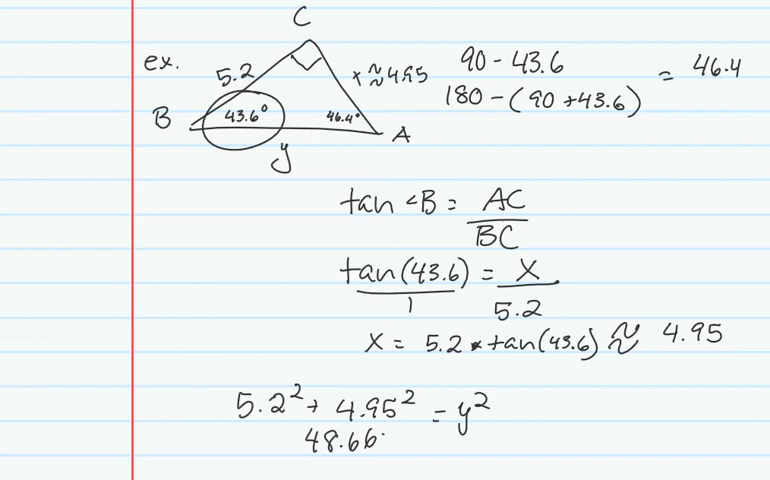 C
ex.
5.2
x ≈ 4.95
90 - 43.6
180 - (90 + 43.6)
= 46.4
B
43.6°
46.4°
A
y
tan <B = AC
BC
tan(43.6) = x
1
5.2
x = 5.2 * tan(43.6) ≈ 4.95
5.2² + 4.95² = y²
48.66